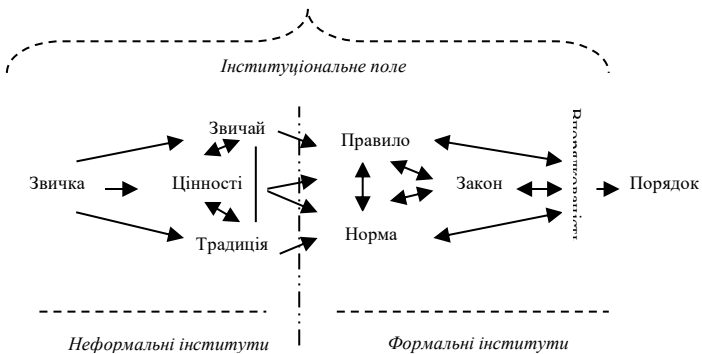 Інституціональне поле
Звичай
Правило
Звичка
Цінності
Закон
Порядок
Традиція
Норма
Неформальні інститути
Формальні інститути